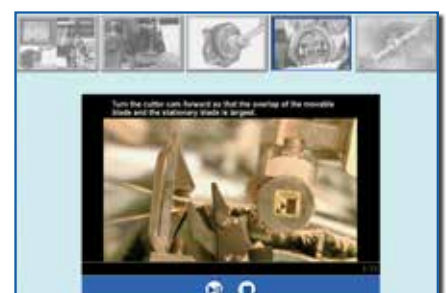 Turn the cutter cam forward so that the overlap of the movable
blade and the stationary blade is largest.